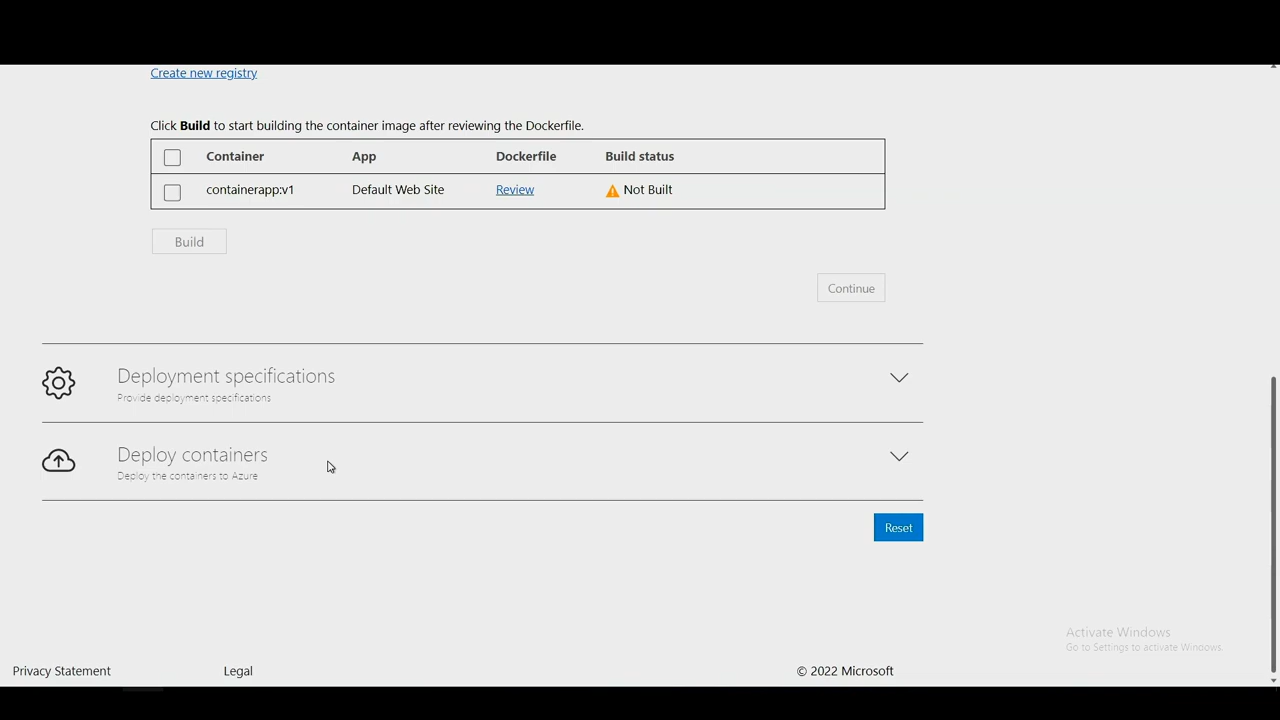 Create new registry
Click Build to start building the container image after reviewing the Dockerfile.
Container App Dockerfile Build status
containerapp:v1 Default Web Site Review Not Built
Build
Continue
Deployment specifications
Provide deployment specifications
Deploy containers
Deploy the containers to Azure
Reset
Activate Windows
Go to Settings to activate Windows.
Privacy Statement Legal © 2022 Microsoft